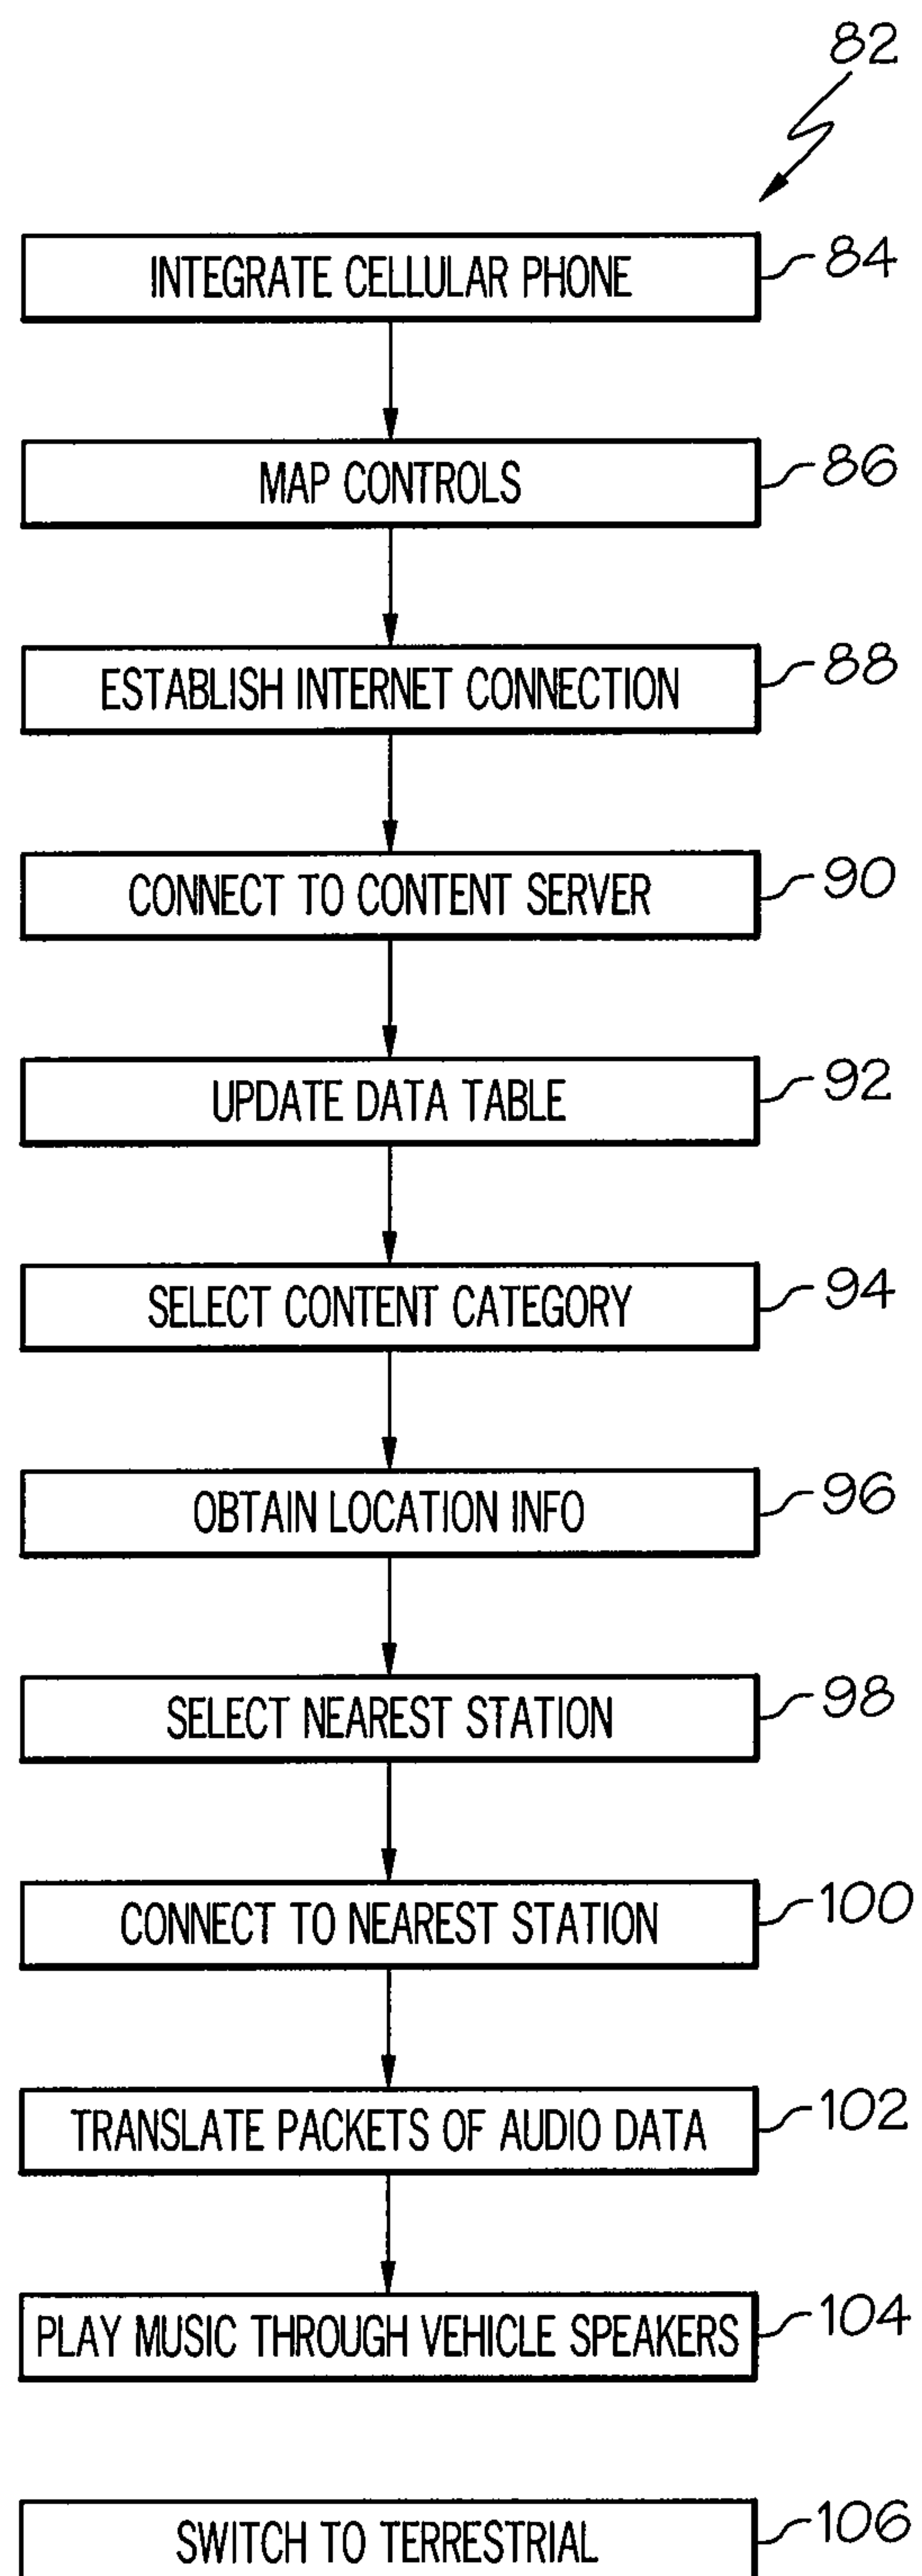 82
INTEGRATE CELLULAR PHONE 84
MAP CONTROLS 86
ESTABLISH INTERNET CONNECTION 88
CONNECT TO CONTENT SERVER 90
UPDATE DATA TABLE 92
SELECT CONTENT CATEGORY 94
OBTAIN LOCATION INFO 96
SELECT NEAREST STATION 98
CONNECT TO NEAREST STATION 100
TRANSLATE PACKETS OF AUDIO DATA 102
PLAY MUSIC THROUGH VEHICLE SPEAKERS 104
SWITCH TO TERRESTRIAL 106